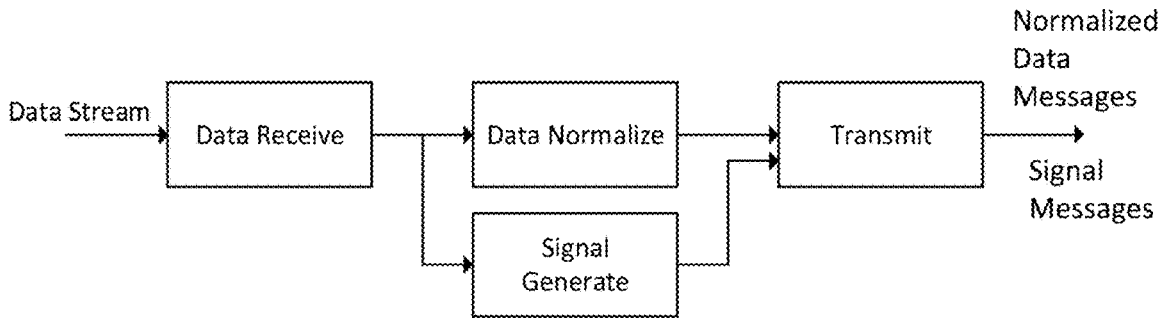 Data Stream
Data Receive
Data Normalize
Signal
Generate
Transmit
Normalized
Data
Messages
Signal
Messages